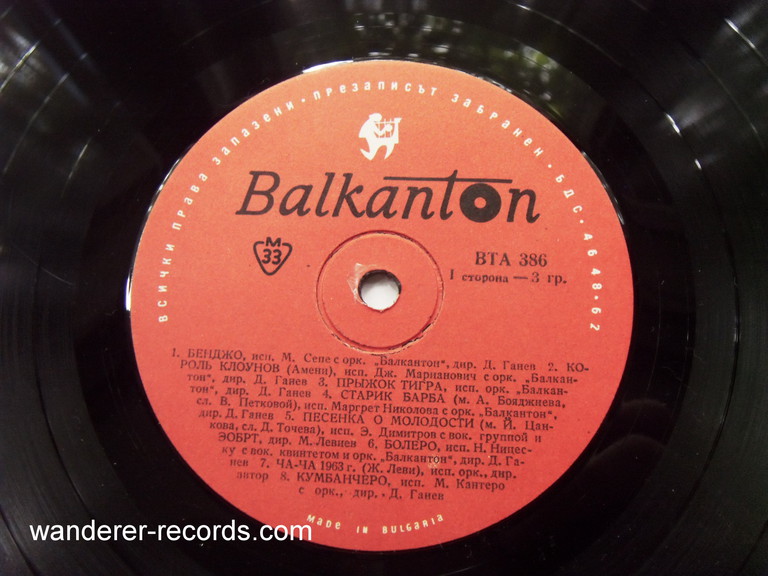 ВСИЧКИ ПРАВА ЗАПАЗЕНИ · ПРЕЗАПИСЪТ ЗАБРАНЕН · БДС · 4648 · 62
Balkanton
М
33
ВТА 386
I сторона — 3 гр.
1. БЕНДЖО, исп. М. Сепе с орк. „Балкантон“, дир. Д. Ганев 2. КО-
РОЛЬ КЛОУНОВ (Амени), исп. Дж. Марианович с орк. „Балкан-
тон“, дир. Д. Ганев 3. ПРЫЖОК ТИГРА, исп. орк. „Балкан-
тон“, дир. Д. Ганев 4. СТАРИК БАРБА (м. А. Бояджиева,
сл. В. Петковой), исп. Маргрет Николова с орк. „Балкантон“,
дир. Д. Ганев 5. ПЕСЕНКА О МОЛОДОСТИ (м. Й. Цан-
кова, сл. Д. Точева), исп. Э. Димитров с вок. группой и
ЭОБРТ, дир. М. Левиев 6. БОЛЕРО, исп. Н. Ницес-
ку с вок. квинтетом и орк. „Балкантон“, дир. Д. Га-
нев 7. ЧА-ЧА 1963 г. (Ж. Леви), исп. орк., дир.
автор 8. КУМБАНЧЕРО, исп. М. Кантеро
с орк., дир. Д. Ганев
MADE IN BULGARIA
wanderer-records.com